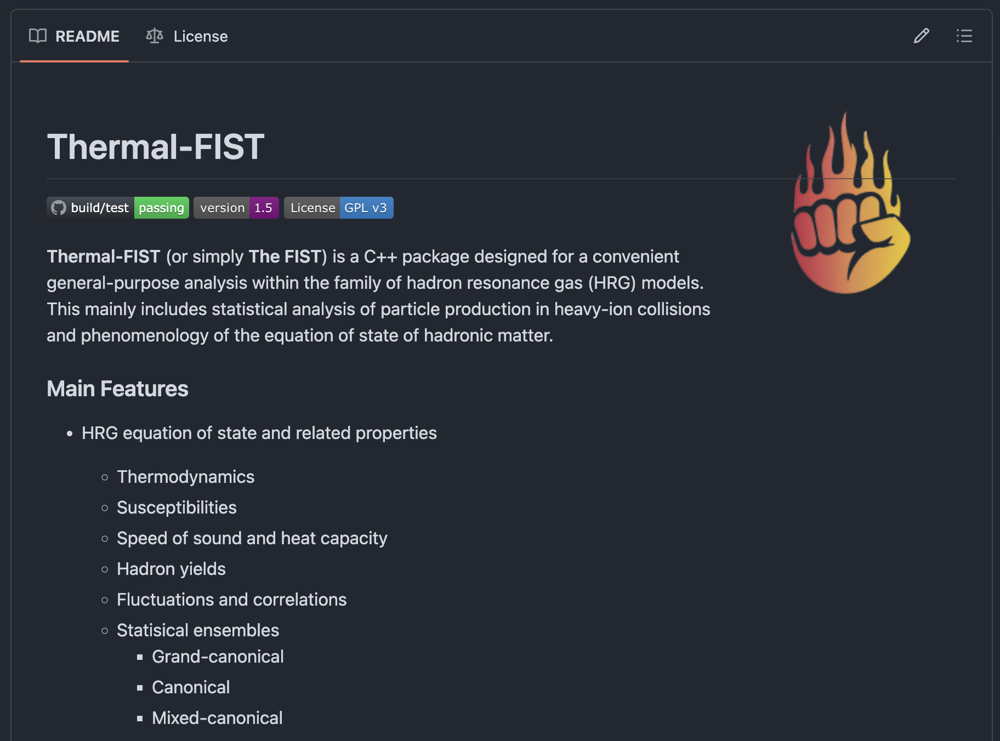 README License
Thermal-FIST
build/test passing version 1.5 License GPL v3
Thermal-FIST (or simply The FIST) is a C++ package designed for a convenient
general-purpose analysis within the family of hadron resonance gas (HRG) models.
This mainly includes statistical analysis of particle production in heavy-ion collisions
and phenomenology of the equation of state of hadronic matter.
Main Features
HRG equation of state and related properties
Thermodynamics
Susceptibilities
Speed of sound and heat capacity
Hadron yields
Fluctuations and correlations
Statisical ensembles
Grand-canonical
Canonical
Mixed-canonical